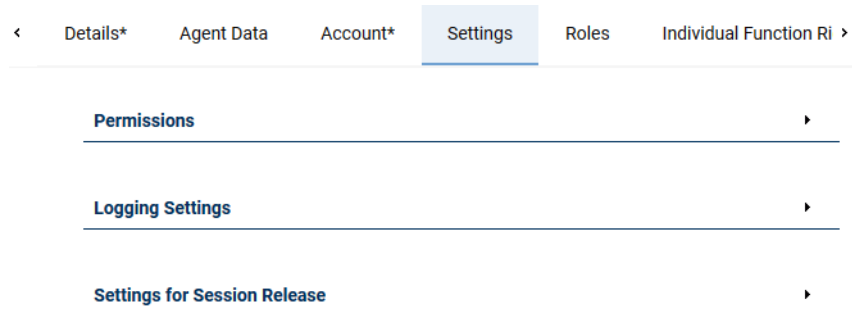 Details* Agent Data Account* Settings Roles Individual Function Ri
Permissions
Logging Settings
Settings for Session Release